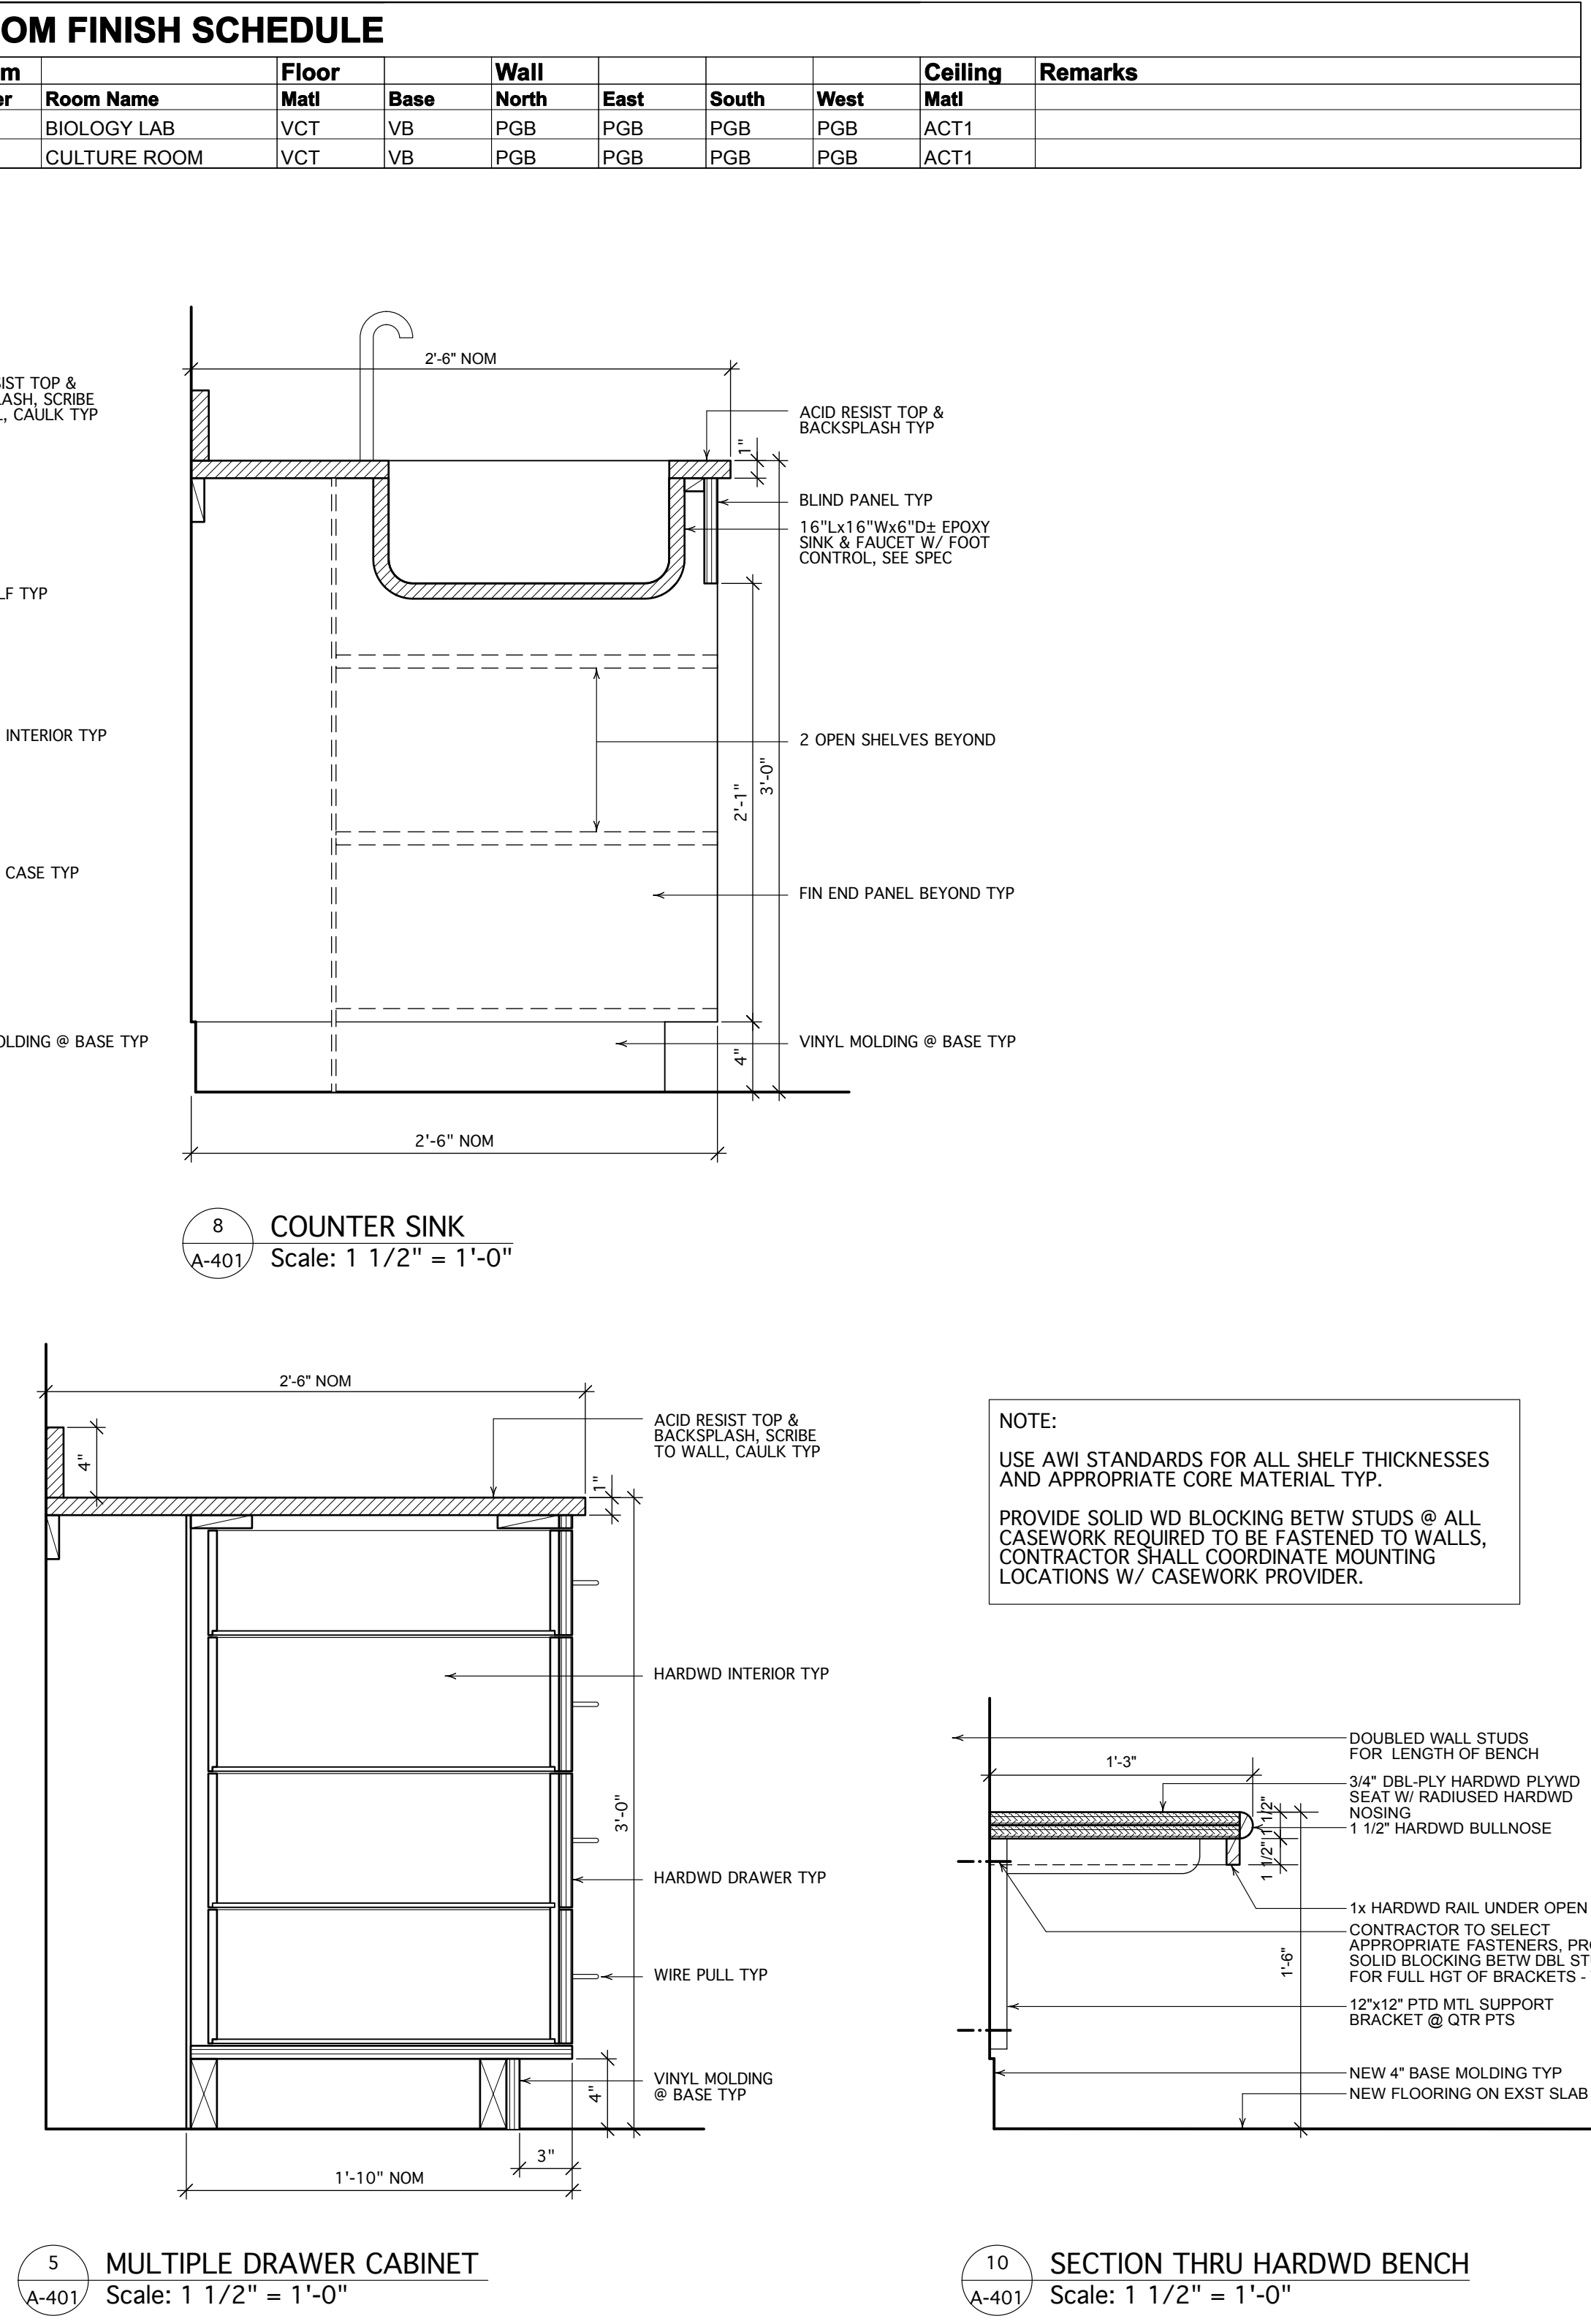 OM FINISH SCHEDULE
m Floor Wall Ceiling Remarks
er Room Name Matl Base North East South West Matl
BIOLOGY LAB VCT VB PGB PGB PGB PGB ACT1
CULTURE ROOM VCT VB PGB PGB PGB PGB ACT1
IST TOP &
ASH, SCRIBE
, CAULK TYP
LF TYP
INTERIOR TYP
CASE TYP
OLDING @ BASE TYP
2'-6" NOM
ACID RESIST TOP &
BACKSPLASH TYP
1"
BLIND PANEL TYP
16"Lx16"Wx6"D± EPOXY
SINK & FAUCET W/ FOOT
CONTROL, SEE SPEC
2 OPEN SHELVES BEYOND
3'-0"
2'-1"
FIN END PANEL BEYOND TYP
VINYL MOLDING @ BASE TYP
4"
2'-6" NOM
8
A-401
COUNTER SINK
Scale: 1 1/2" = 1'-0"
2'-6" NOM
4"
ACID RESIST TOP &
BACKSPLASH, SCRIBE
TO WALL, CAULK TYP
1"
HARDWD INTERIOR TYP
3'-0"
HARDWD DRAWER TYP
WIRE PULL TYP
VINYL MOLDING
@ BASE TYP
4"
3"
1'-10" NOM
5
A-401
MULTIPLE DRAWER CABINET
Scale: 1 1/2" = 1'-0"
NOTE:
USE AWI STANDARDS FOR ALL SHELF THICKNESSES
AND APPROPRIATE CORE MATERIAL TYP.
PROVIDE SOLID WD BLOCKING BETW STUDS @ ALL
CASEWORK REQUIRED TO BE FASTENED TO WALLS,
CONTRACTOR SHALL COORDINATE MOUNTING
LOCATIONS W/ CASEWORK PROVIDER.
DOUBLED WALL STUDS
FOR LENGTH OF BENCH
1'-3"
3/4" DBL-PLY HARDWD PLYWD
SEAT W/ RADIUSED HARDWD
NOSING
1 1/2" HARDWD BULLNOSE
1 1/2"
1 1/2"
1x HARDWD RAIL UNDER OPEN
CONTRACTOR TO SELECT
APPROPRIATE FASTENERS, PRO
SOLID BLOCKING BETW DBL ST
FOR FULL HGT OF BRACKETS -
1'-6"
12"x12" PTD MTL SUPPORT
BRACKET @ QTR PTS
NEW 4" BASE MOLDING TYP
NEW FLOORING ON EXST SLAB
10
A-401
SECTION THRU HARDWD BENCH
Scale: 1 1/2" = 1'-0"